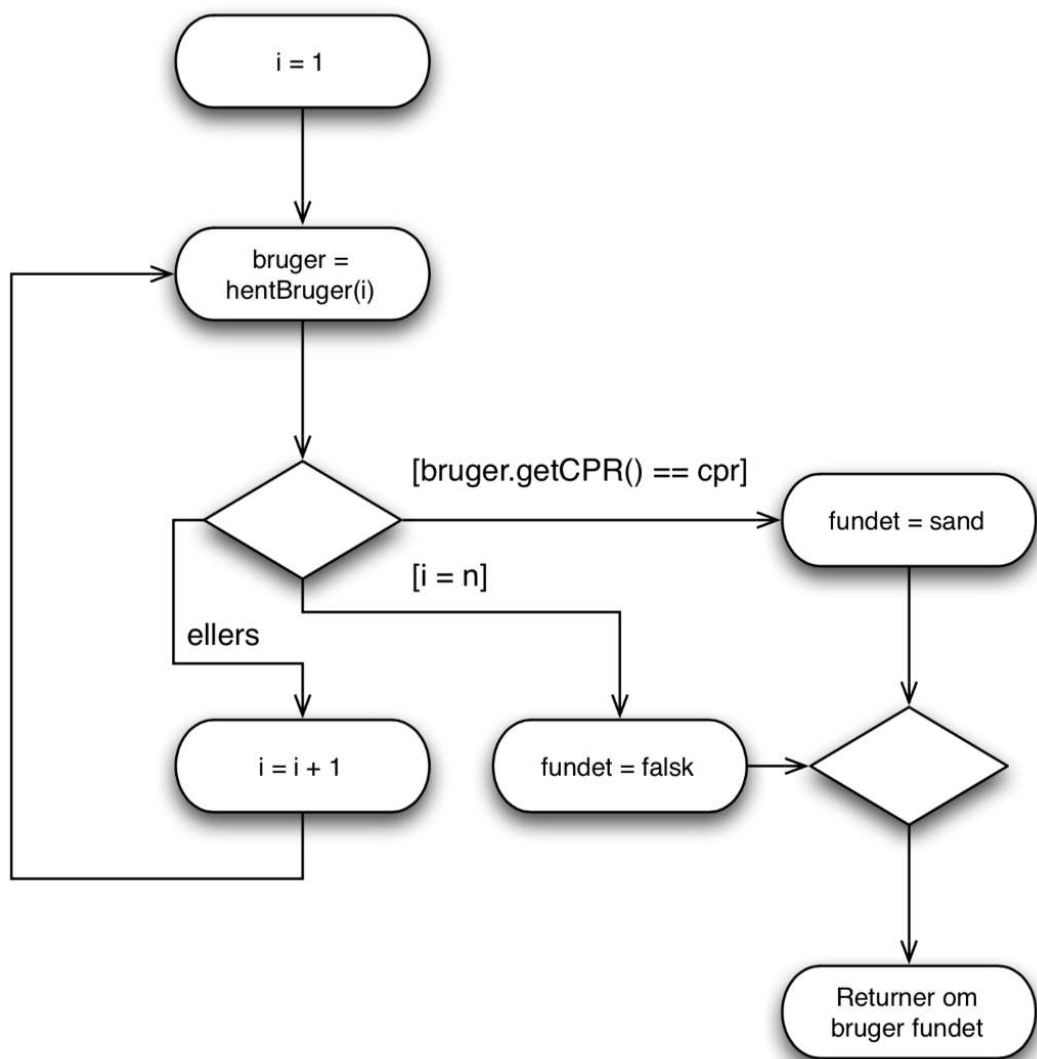 i = 1
bruger =
hentBruger(i)
[bruger.getCPR() == cpr]
fundet = sand
[i = n]
ellers
i = i + 1
fundet = falsk
Returner om
bruger fundet